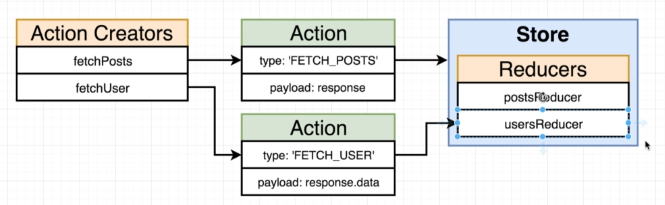 Action Creators
fetchPosts
fetchUser
Action
type: 'FETCH_POSTS'
payload: response
Action
type: 'FETCH_USER'
payload: response.data
Store
Reducers
postsReducer
usersReducer